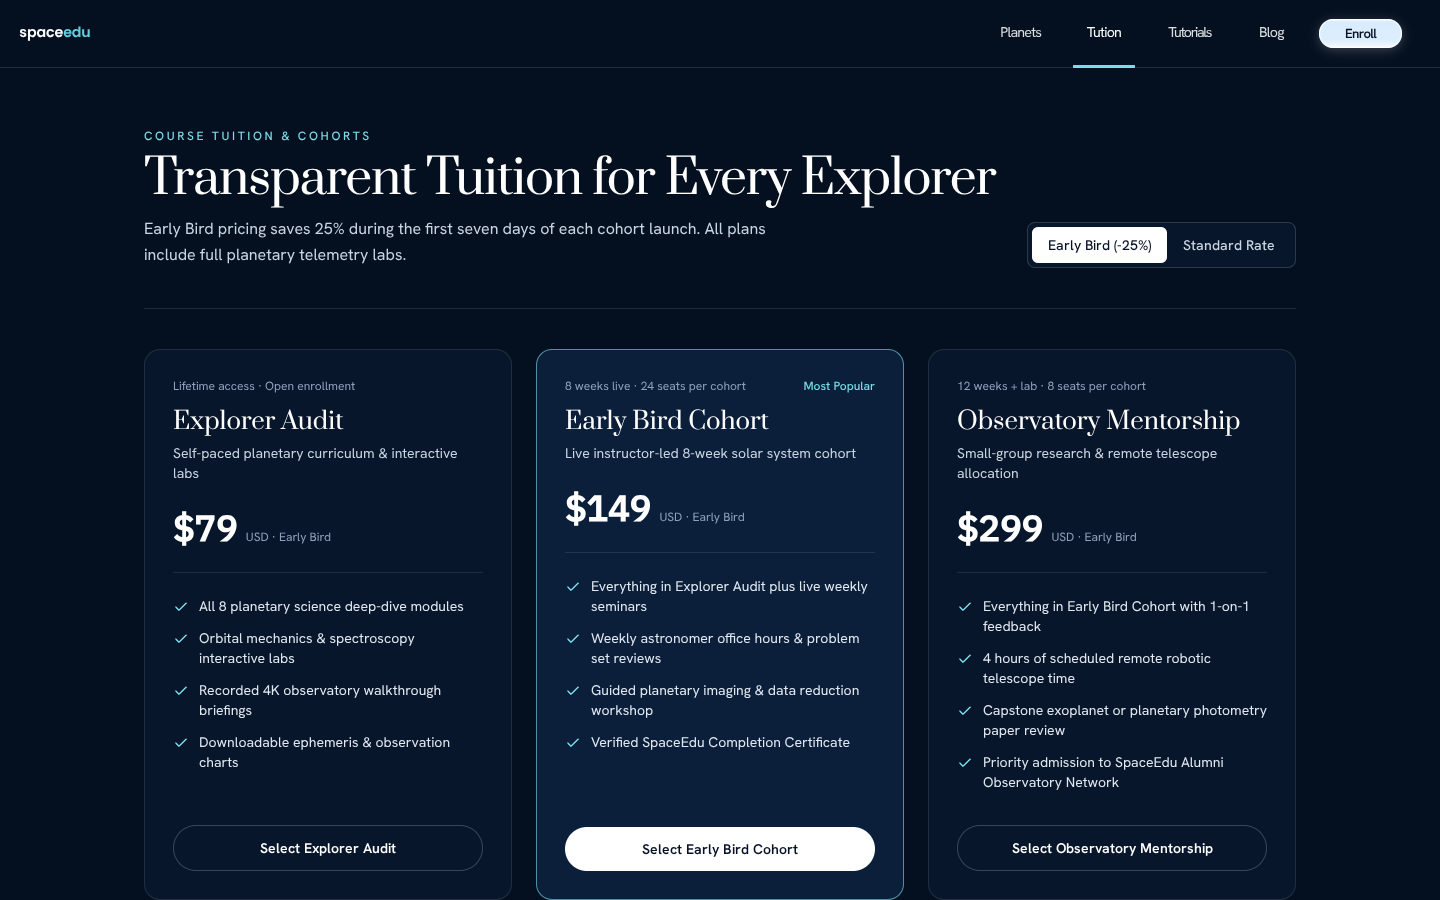 spaceedu
Planets
Tution
Tutorials
Blog
Enroll
COURSE TUITION & COHORTS
Transparent Tuition for Every Explorer
Early Bird pricing saves 25% during the first seven days of each cohort launch. All plans
include full planetary telemetry labs.
Early Bird (-25%)
Standard Rate
Lifetime access · Open enrollment
Explorer Audit
Self-paced planetary curriculum & interactive
labs
$79 USD · Early Bird
All 8 planetary science deep-dive modules
Orbital mechanics & spectroscopy
interactive labs
Recorded 4K observatory walkthrough
briefings
Downloadable ephemeris & observation
charts
Select Explorer Audit
8 weeks live · 24 seats per cohort
Most Popular
Early Bird Cohort
Live instructor-led 8-week solar system cohort
$149 USD · Early Bird
Everything in Explorer Audit plus live weekly
seminars
Weekly astronomer office hours & problem
set reviews
Guided planetary imaging & data reduction
workshop
Verified SpaceEdu Completion Certificate
Select Early Bird Cohort
12 weeks + lab · 8 seats per cohort
Observatory Mentorship
Small-group research & remote telescope
allocation
$299 USD · Early Bird
Everything in Early Bird Cohort with 1-on-1
feedback
4 hours of scheduled remote robotic
telescope time
Capstone exoplanet or planetary photometry
paper review
Priority admission to SpaceEdu Alumni
Observatory Network
Select Observatory Mentorship